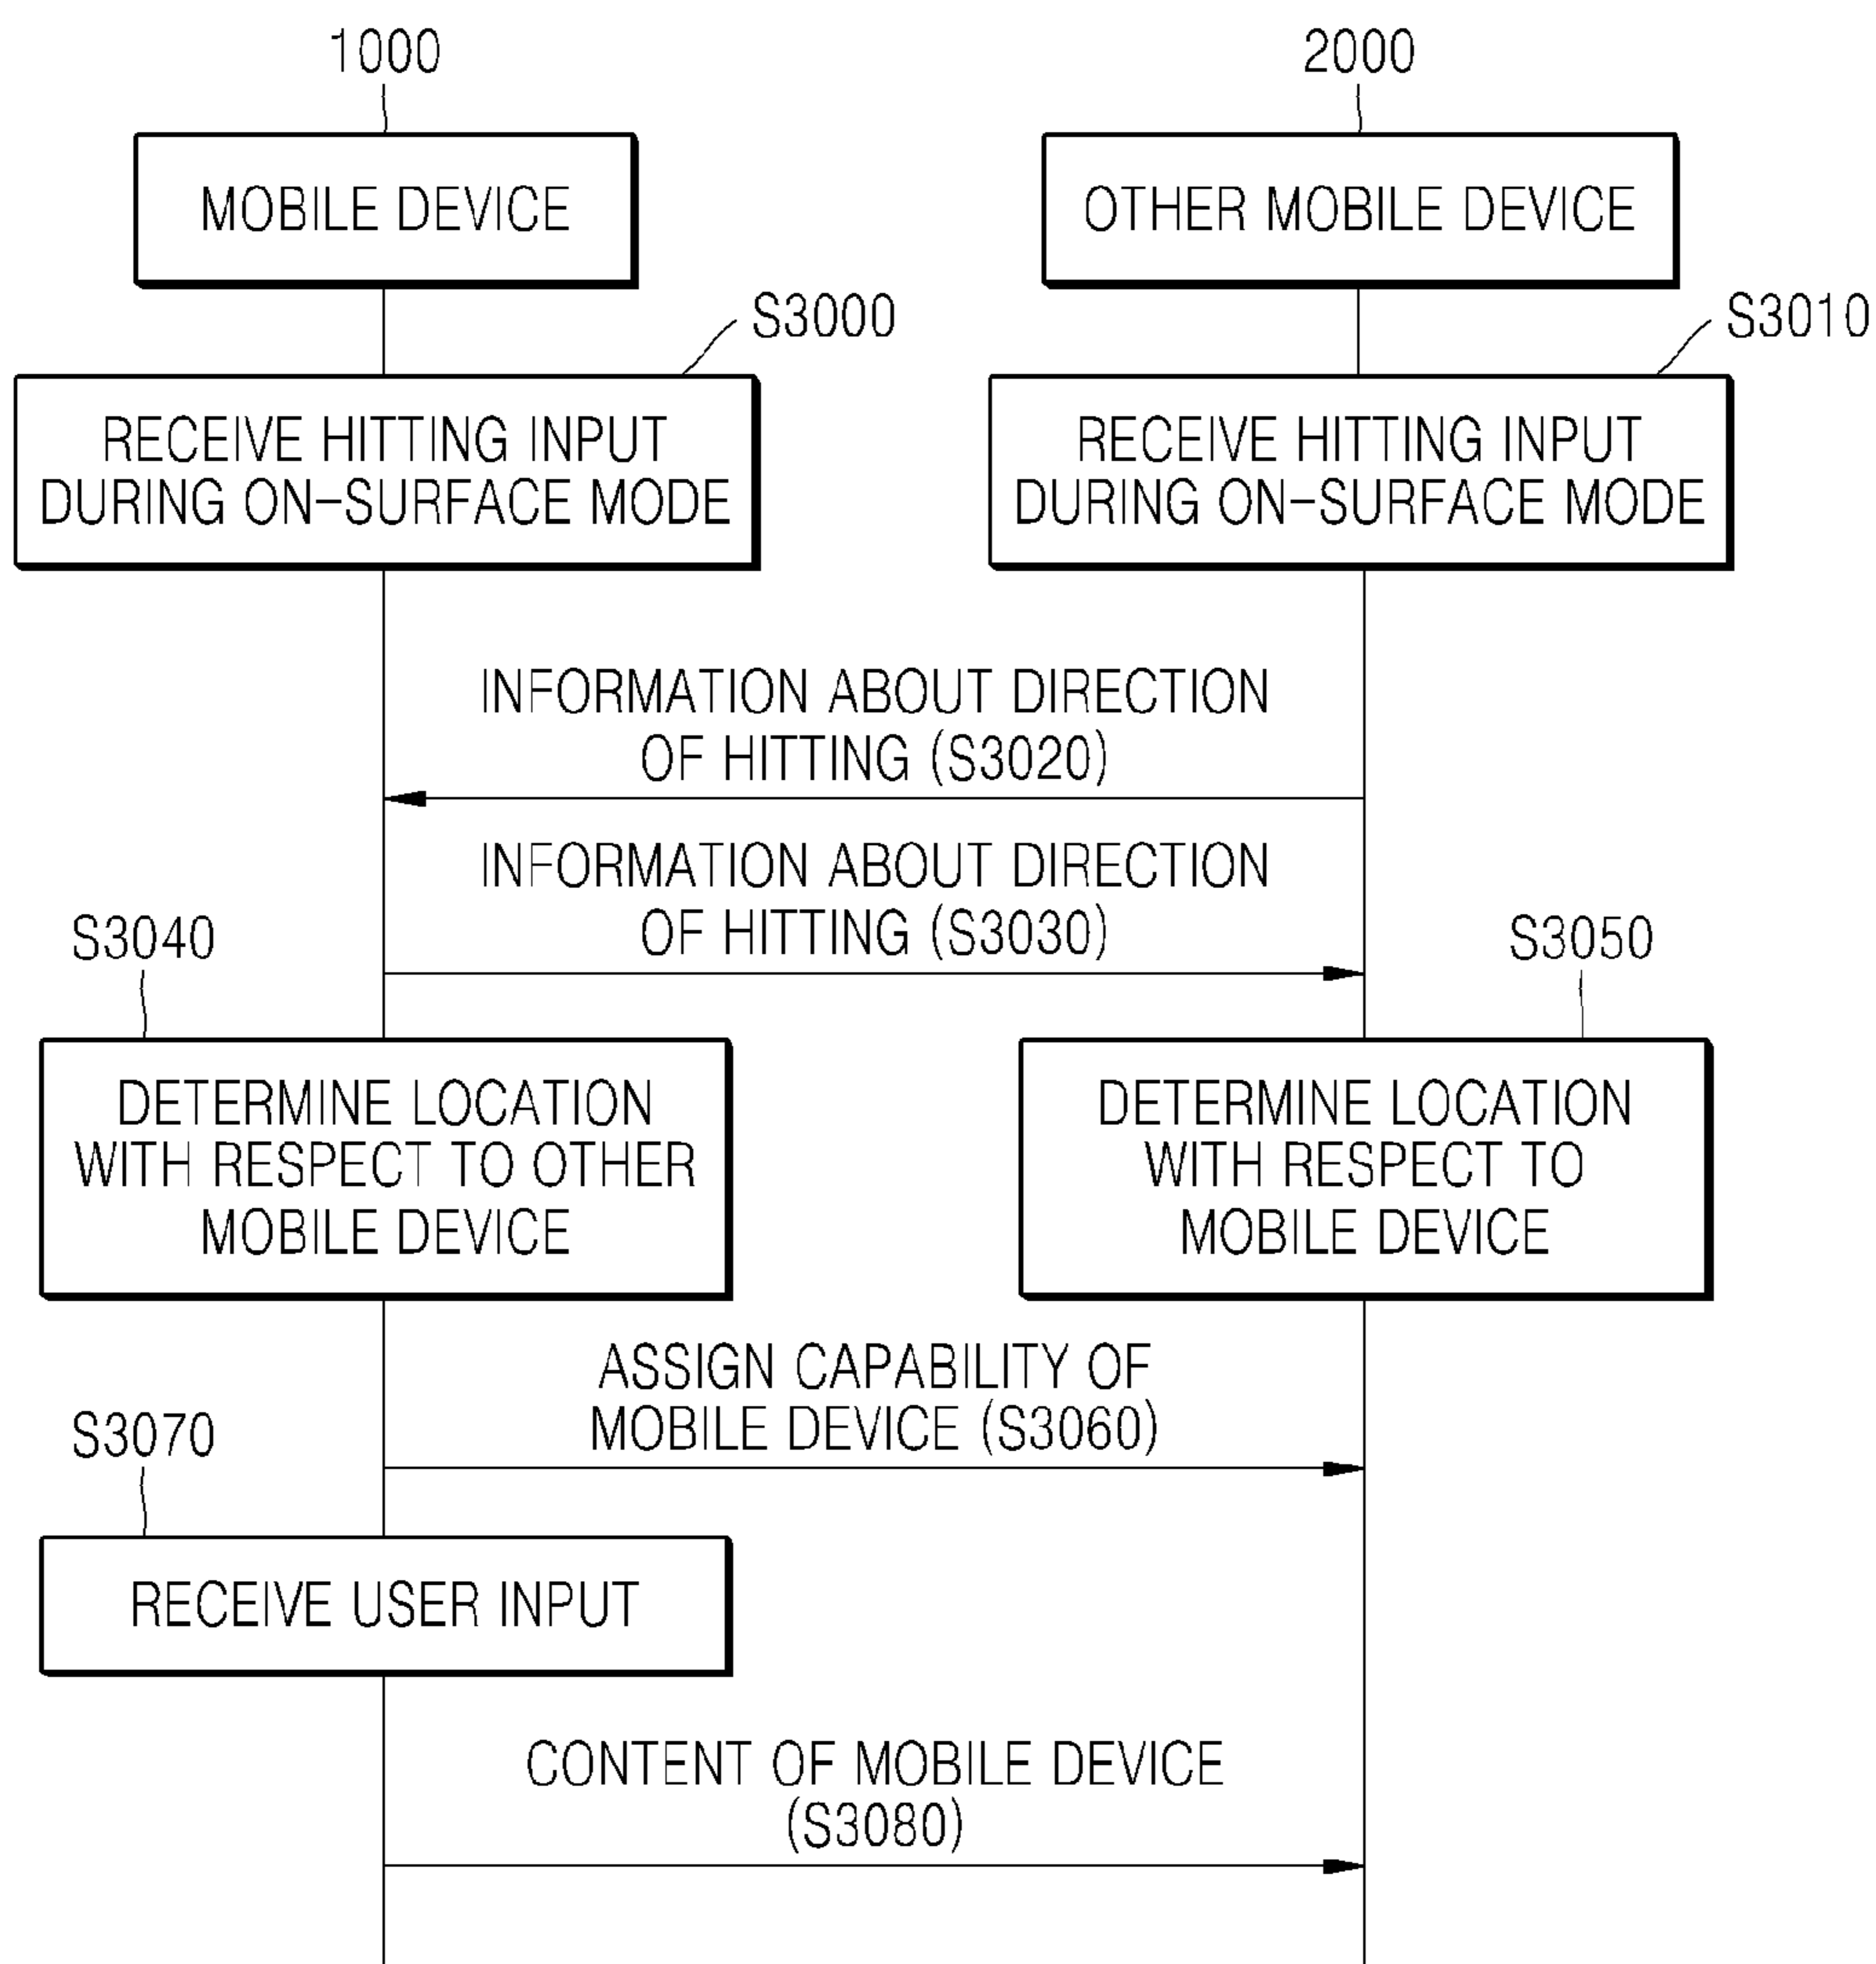 1000
2000
MOBILE DEVICE
OTHER MOBILE DEVICE
S3000
S3010
RECEIVE HITTING INPUT
DURING ON-SURFACE MODE
RECEIVE HITTING INPUT
DURING ON-SURFACE MODE
INFORMATION ABOUT DIRECTION
OF HITTING (S3020)
INFORMATION ABOUT DIRECTION
OF HITTING (S3030)
S3040
S3050
DETERMINE LOCATION
WITH RESPECT TO OTHER
MOBILE DEVICE
DETERMINE LOCATION
WITH RESPECT TO
MOBILE DEVICE
ASSIGN CAPABILITY OF
MOBILE DEVICE (S3060)
S3070
RECEIVE USER INPUT
CONTENT OF MOBILE DEVICE
(S3080)